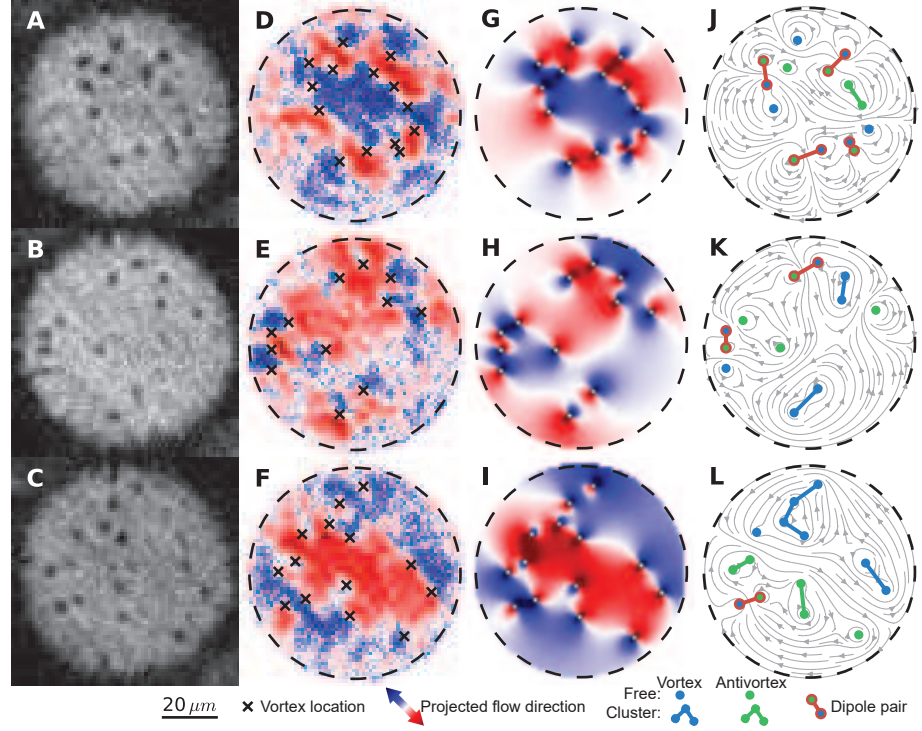 A D G J
B E H K
C F I L
20 μm × Vortex location Projected flow direction
Vortex Antivortex
Free:
Cluster:
Dipole pair